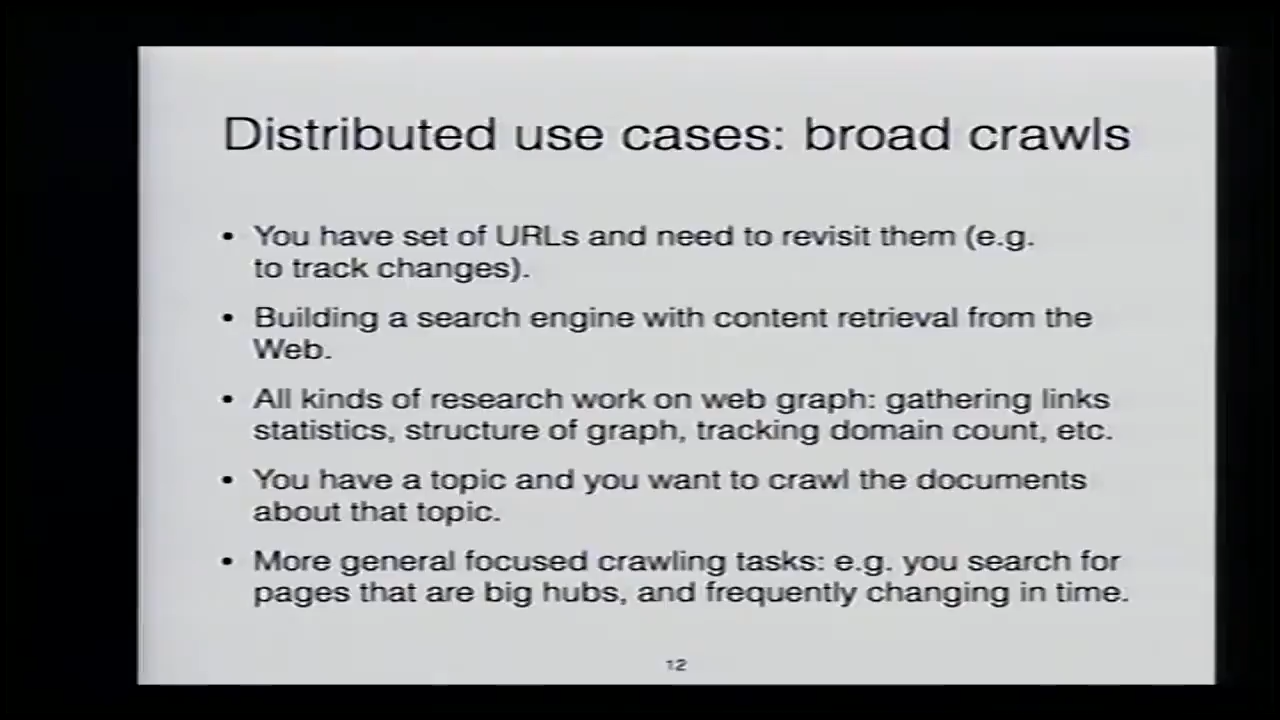 Distributed use cases: broad crawls
• You have set of URLs and need to revisit them (e.g.
to track changes).
• Building a search engine with content retrieval from the
Web.
• All kinds of research work on web graph: gathering links
statistics, structure of graph, tracking domain count, etc.
• You have a topic and you want to crawl the documents
about that topic.
• More general focused crawling tasks: e.g. you search for
pages that are big hubs, and frequently changing in time.
12